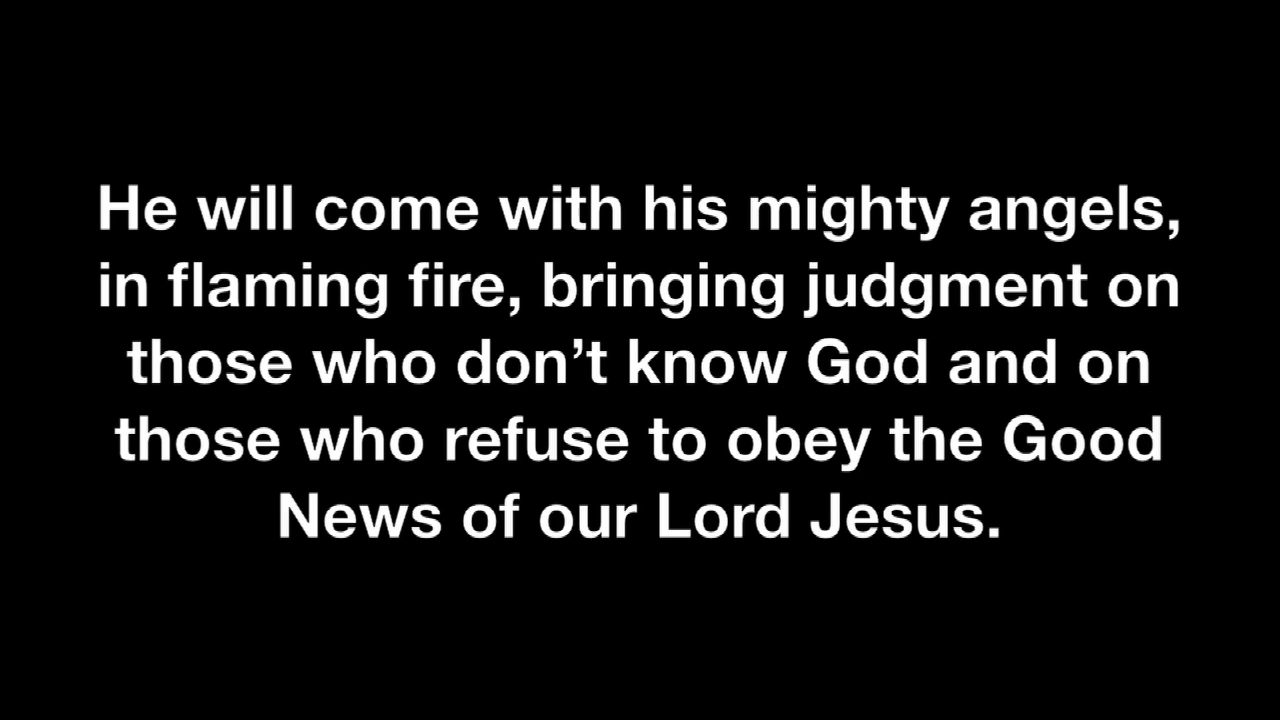 He will come with his mighty angels,
in flaming fire, bringing judgment on
those who don’t know God and on
those who refuse to obey the Good
News of our Lord Jesus.